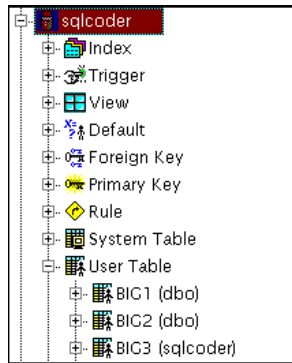 sqlcoder
Index
Trigger
View
Default
Foreign Key
Primary Key
Rule
System Table
User Table
BIG1 (dbo)
BIG2 (dbo)
BIG3 (sqlcoder)